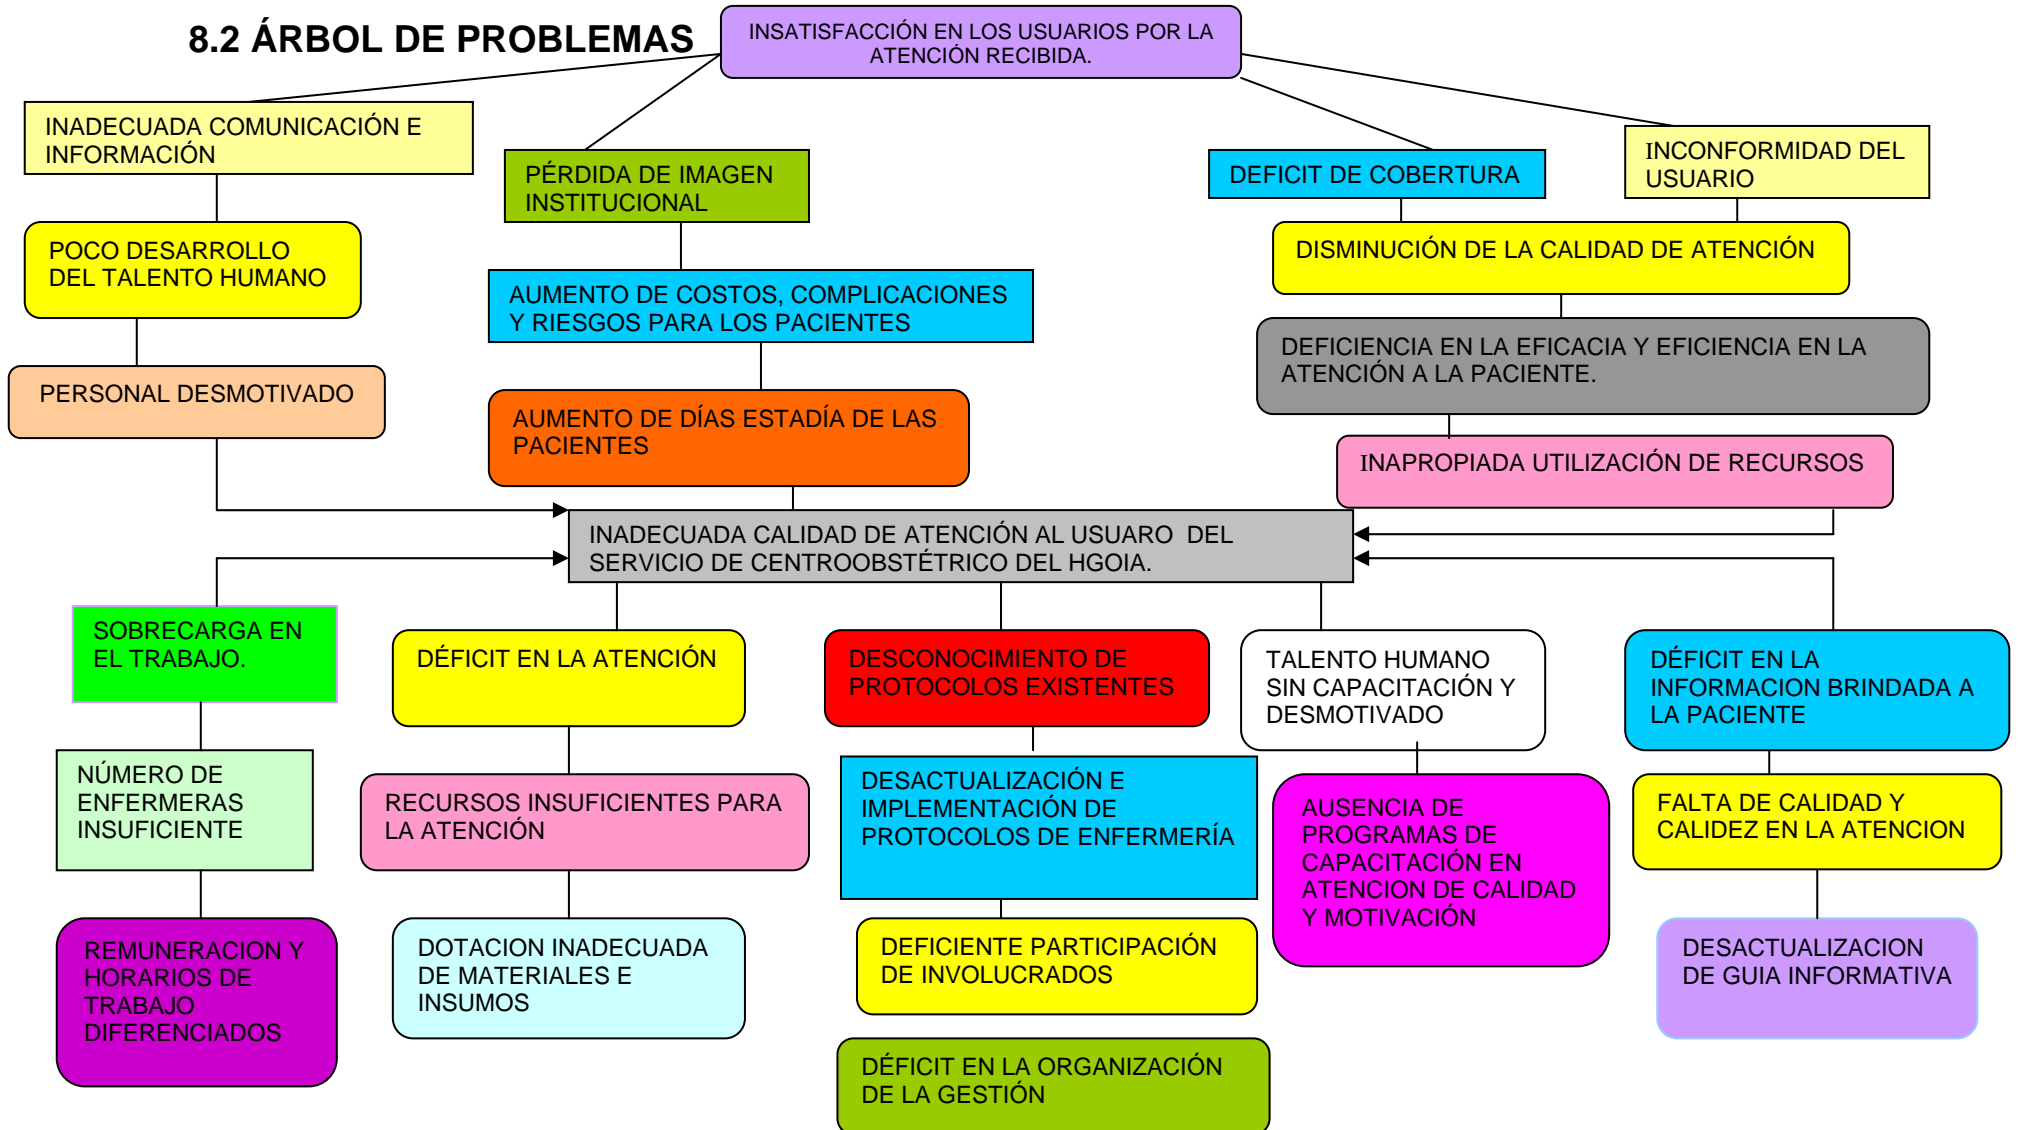 8.2 ÁRBOL DE PROBLEMAS
INSATISFACCIÓN EN LOS USUARIOS POR LA
ATENCIÓN RECIBIDA.
INADECUADA COMUNICACIÓN E
INFORMACIÓN
PÉRDIDA DE IMAGEN
INSTITUCIONAL
DEFICIT DE COBERTURA
INCONFORMIDAD DEL
USUARIO
POCO DESARROLLO
DEL TALENTO HUMANO
AUMENTO DE COSTOS, COMPLICACIONES
Y RIESGOS PARA LOS PACIENTES
DISMINUCIÓN DE LA CALIDAD DE ATENCIÓN
DEFICIENCIA EN LA EFICACIA Y EFICIENCIA EN LA
ATENCIÓN A LA PACIENTE.
PERSONAL DESMOTIVADO
AUMENTO DE DÍAS ESTADÍA DE LAS
PACIENTES
INAPROPIADA UTILIZACIÓN DE RECURSOS
INADECUADA CALIDAD DE ATENCIÓN AL USUARO DEL
SERVICIO DE CENTROOBSTÉTRICO DEL HGOIA.
SOBRECARGA EN
EL TRABAJO.
DÉFICIT EN LA ATENCIÓN
DESCONOCIMIENTO DE
PROTOCOLOS EXISTENTES
TALENTO HUMANO
SIN CAPACITACIÓN Y
DESMOTIVADO
DÉFICIT EN LA
INFORMACION BRINDADA A
LA PACIENTE
NÚMERO DE
ENFERMERAS
INSUFICIENTE
RECURSOS INSUFICIENTES PARA
LA ATENCIÓN
DESACTUALIZACIÓN E
IMPLEMENTACIÓN DE
PROTOCOLOS DE ENFERMERÍA
AUSENCIA DE
PROGRAMAS DE
CAPACITACIÓN EN
ATENCION DE CALIDAD
Y MOTIVACIÓN
FALTA DE CALIDAD Y
CALIDEZ EN LA ATENCION
REMUNERACION Y
HORARIOS DE
TRABAJO
DIFERENCIADOS
DOTACION INADECUADA
DE MATERIALES E
INSUMOS
DEFICIENTE PARTICIPACIÓN
DE INVOLUCRADOS
DESACTUALIZACION
DE GUIA INFORMATIVA
DÉFICIT EN LA ORGANIZACIÓN
DE LA GESTIÓN